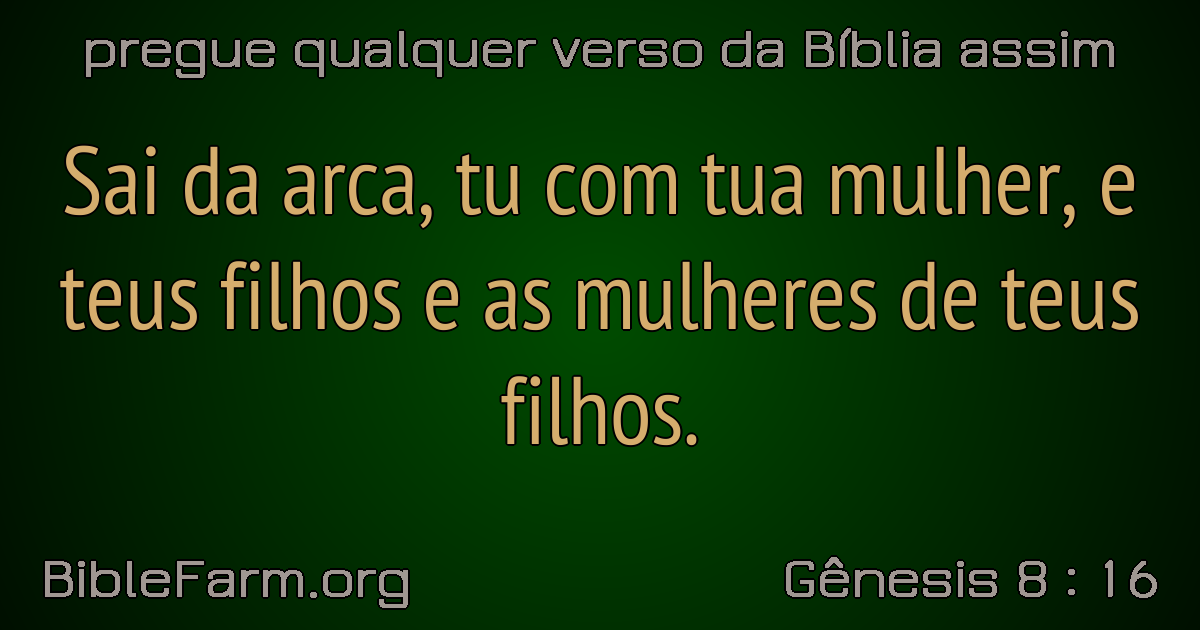 pregue qualquer verso da Bíblia assim
Sai da arca, tu com tua mulher, e
teus filhos e as mulheres de teus
filhos.
BibleFarm.org
Gênesis 8 : 16